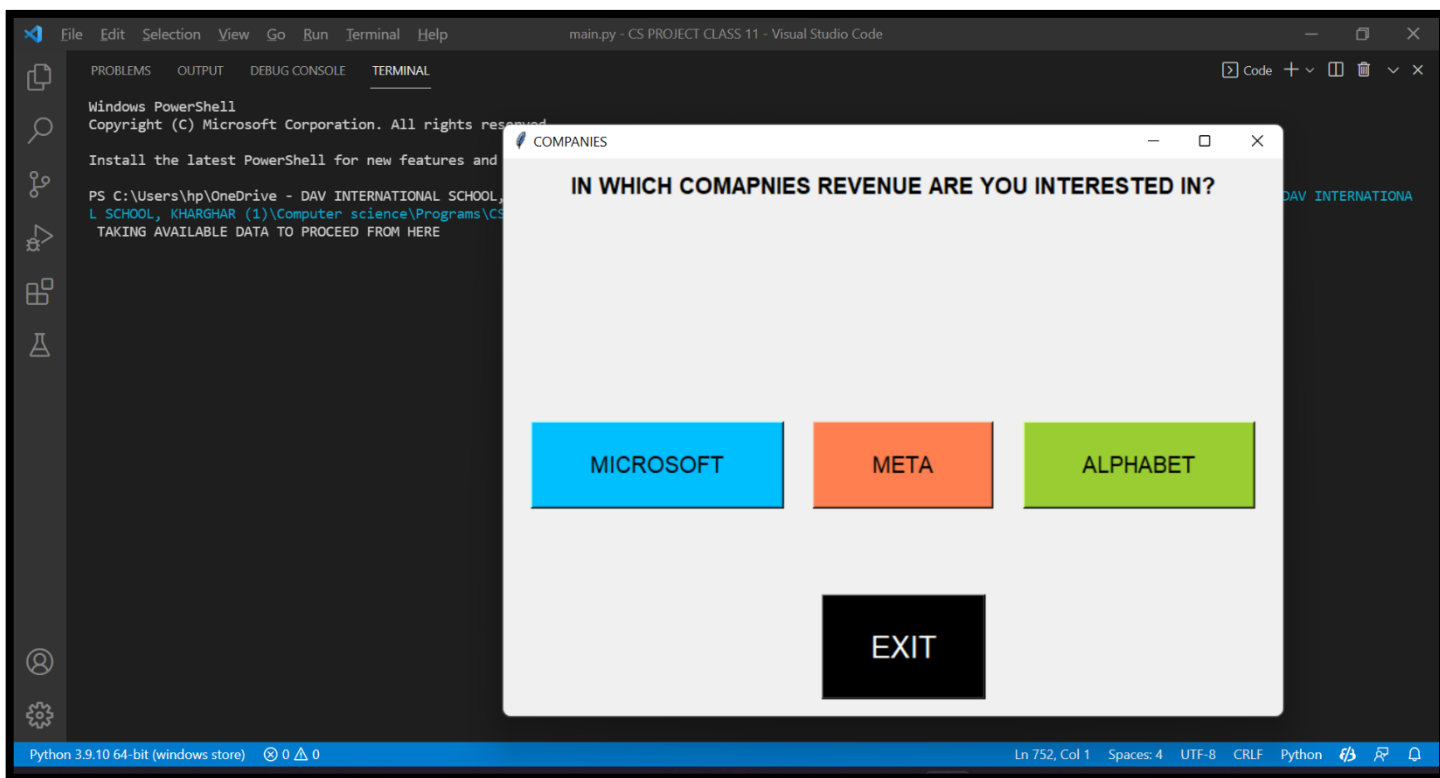 File Edit Selection View Go Run Terminal Help main.py - CS PROJECT CLASS 11 - Visual Studio Code
PROBLEMS OUTPUT DEBUG CONSOLE TERMINAL Code
Windows PowerShell
Copyright (C) Microsoft Corporation. All rights reserved
Install the latest PowerShell for new features and
PS C:\Users\hp\OneDrive - DAV INTERNATIONAL SCHOOL, DAV INTERNATIONA
L SCHOOL, KHARGHAR (1)\Computer science\Programs\CS
TAKING AVAILABLE DATA TO PROCEED FROM HERE
COMPANIES
IN WHICH COMAPNIES REVENUE ARE YOU INTERESTED IN?
MICROSOFT META ALPHABET
EXIT
Python 3.9.10 64-bit (windows store) 0 0 Ln 752, Col 1 Spaces: 4 UTF-8 CRLF Python